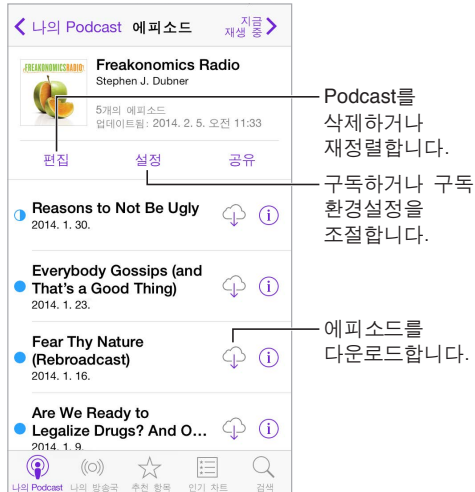 나의 Podcast 에피소드 지금
재생 중
FREAKONOMICS RADIO
Freakonomics Radio
Stephen J. Dubner
5개의 에피소드
업데이트됨: 2014. 2. 5. 오전 11:33
편집 설정 공유
Reasons to Not Be Ugly
2014. 1. 30.
Everybody Gossips (and
That's a Good Thing)
2014. 1. 23.
Fear Thy Nature
(Rebroadcast)
2014. 1. 16.
Are We Ready to
Legalize Drugs? And O...
2014. 1. 9.
나의 Podcast 나의 방송국 추천 항목 인기 차트 검색
Podcast를
삭제하거나
재정렬합니다.
구독하거나 구독
환경설정을
조절합니다.
에피소드를
다운로드합니다.